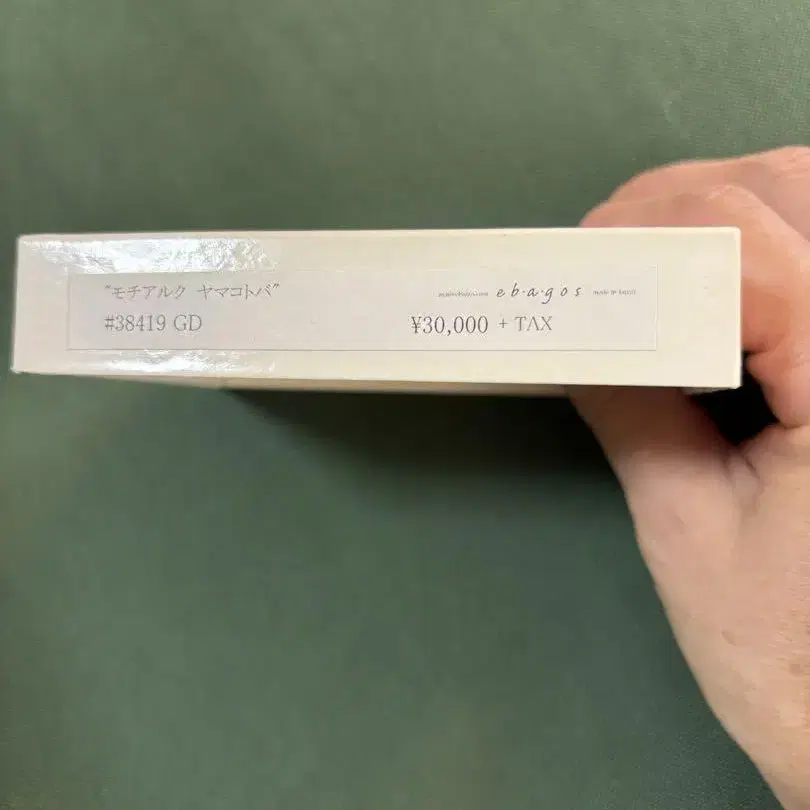 "モチアルク ヤマコトバ"
e・b・a・g・o・s
#38419 GD
¥30,000 + TAX